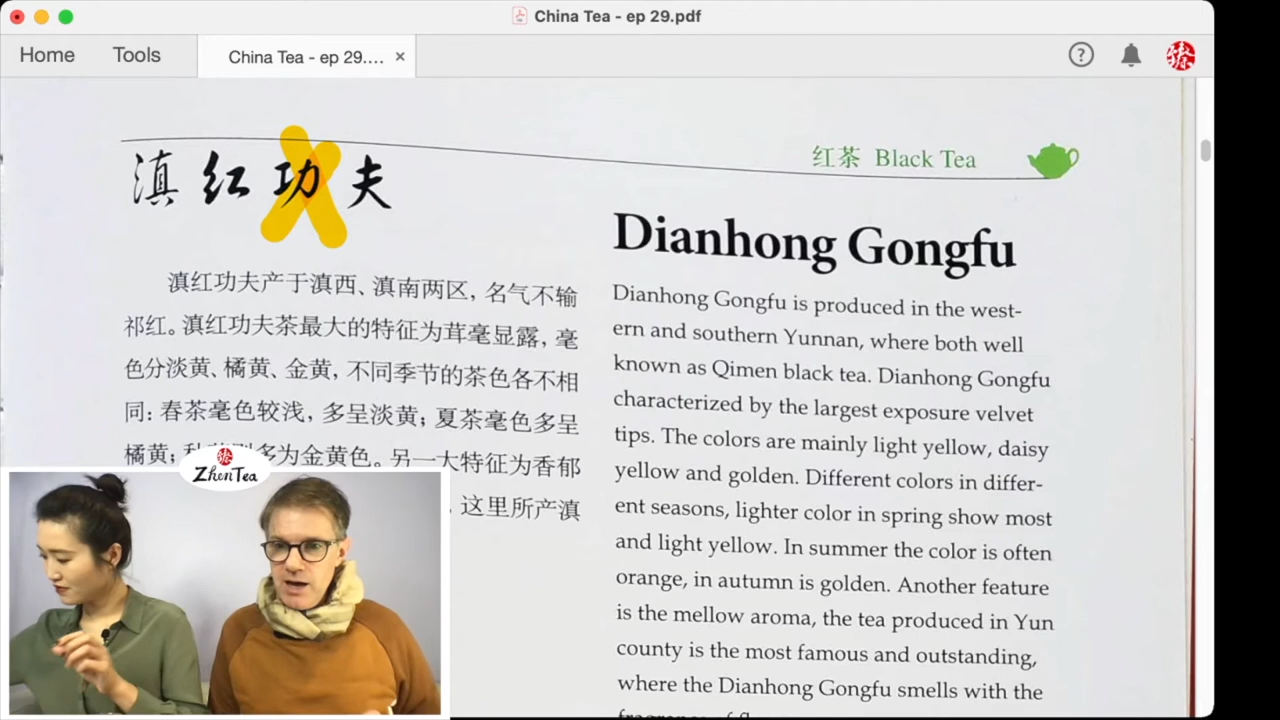 China Tea - ep 29.pdf
Home
Tools
China Tea - ep 29.…
红茶 Black Tea
滇红功夫
滇红功夫产于滇西、滇南两区，名气不输
祁红。滇红功夫茶最大的特征为茸毫显露，毫
色分淡黄、橘黄、金黄，不同季节的茶色各不相
同：春茶毫色较浅，多呈淡黄；夏茶毫色多呈
橘黄；多为金黄色。另一大特征为香郁
这里所产滇
Dianhong Gongfu
Dianhong Gongfu is produced in the west-
ern and southern Yunnan, where both well
known as Qimen black tea. Dianhong Gongfu
characterized by the largest exposure velvet
tips. The colors are mainly light yellow, daisy
yellow and golden. Different colors in differ-
ent seasons, lighter color in spring show most
and light yellow. In summer the color is often
orange, in autumn is golden. Another feature
is the mellow aroma, the tea produced in Yun
county is the most famous and outstanding,
where the Dianhong Gongfu smells with the
ZhenTea